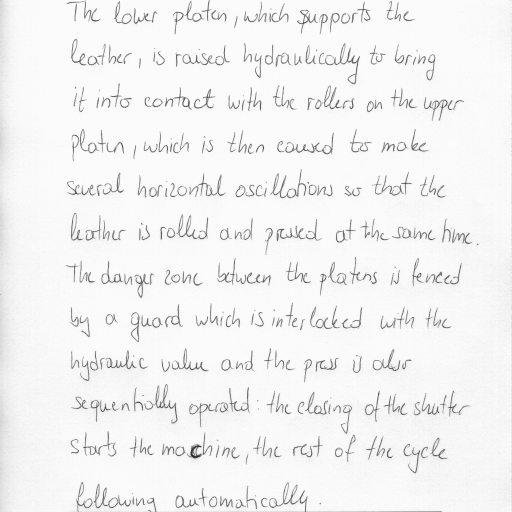 The lower platen, which supports the
leather, is raised hydraulically to bring
it into contact with the rollers on the upper
platen, which is then caused to make
several horizontal oscillations so that the
leather is rolled and pressed at the same time.
The danger zone between the platens is fenced
by a guard which is interlocked with the
hydraulic valve and the press is also
sequentially operated: the closing of the shutter
starts the machine, the rest of the cycle
following automatically.